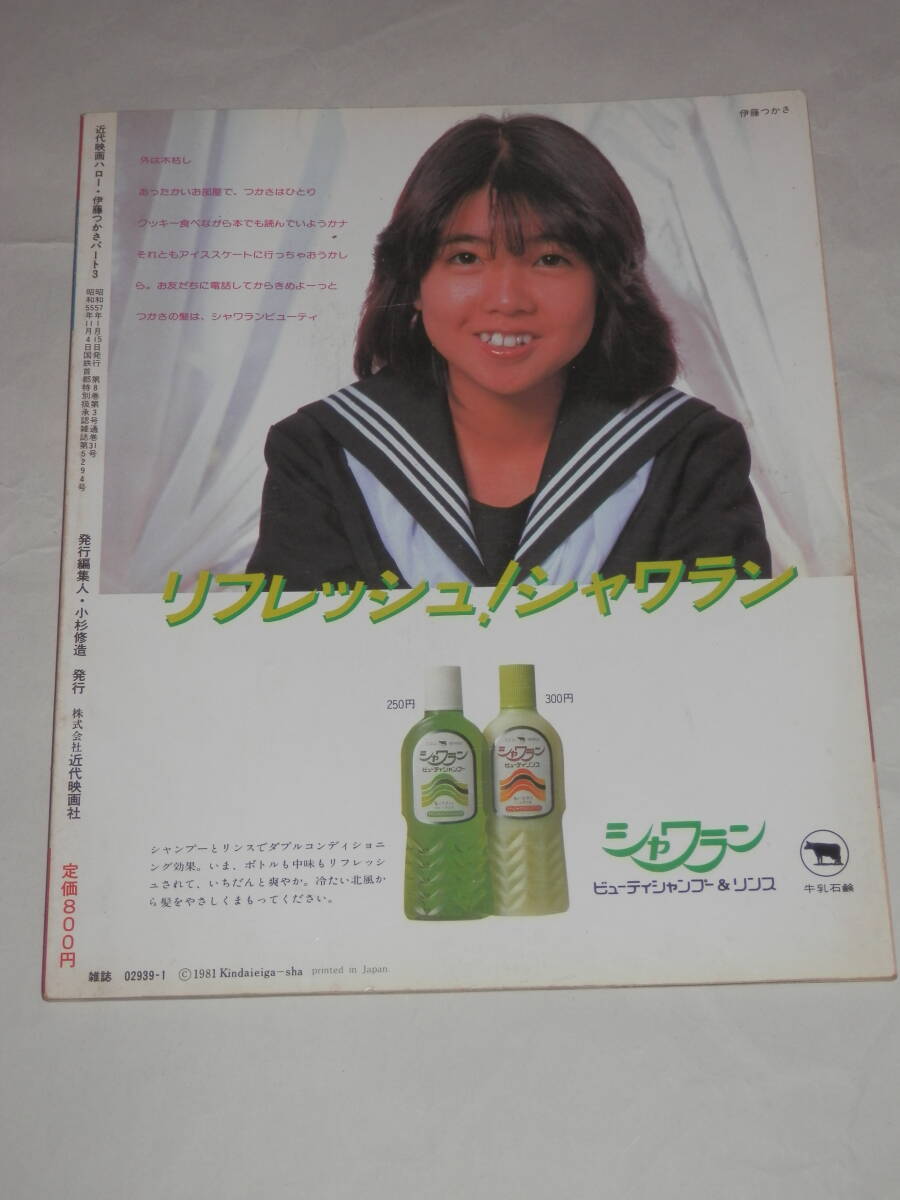 伊藤つかさ
外は木枯し
あったかいお部屋で、つかさはひとり
クッキー食べながら本でも読んでいようかナ
それともアイススケートに行っちゃおうかし
ら。お友だちに電話してからきめよーっと
つかさの髪は、シャワランビューティ
リフレッシュ!シャワラン
250円
300円
シャワラン
ビューティシャンプー
シャワラン
ビューティリンス
シャンプーとリンスでダブルコンディショニ
ング効果。いま、ボトルも中味もリフレッシ
ュされて、いちだんと爽やか。冷たい北風か
ら髪をやさしくまもってください。
シャワラン
ビューティシャンプー&リンス
牛乳石鹸
近代映画ハロー・伊藤つかさパート3
昭和57年1月15日発行 第8巻第3号通巻31号
昭和55年11月4日国鉄首都特別扱承認雑誌第5294号
発行編集人・小杉修造 発行 株式会社近代映画社
定価800円
雑誌 02939-1 ©1981 Kindaieiga-sha printed in Japan